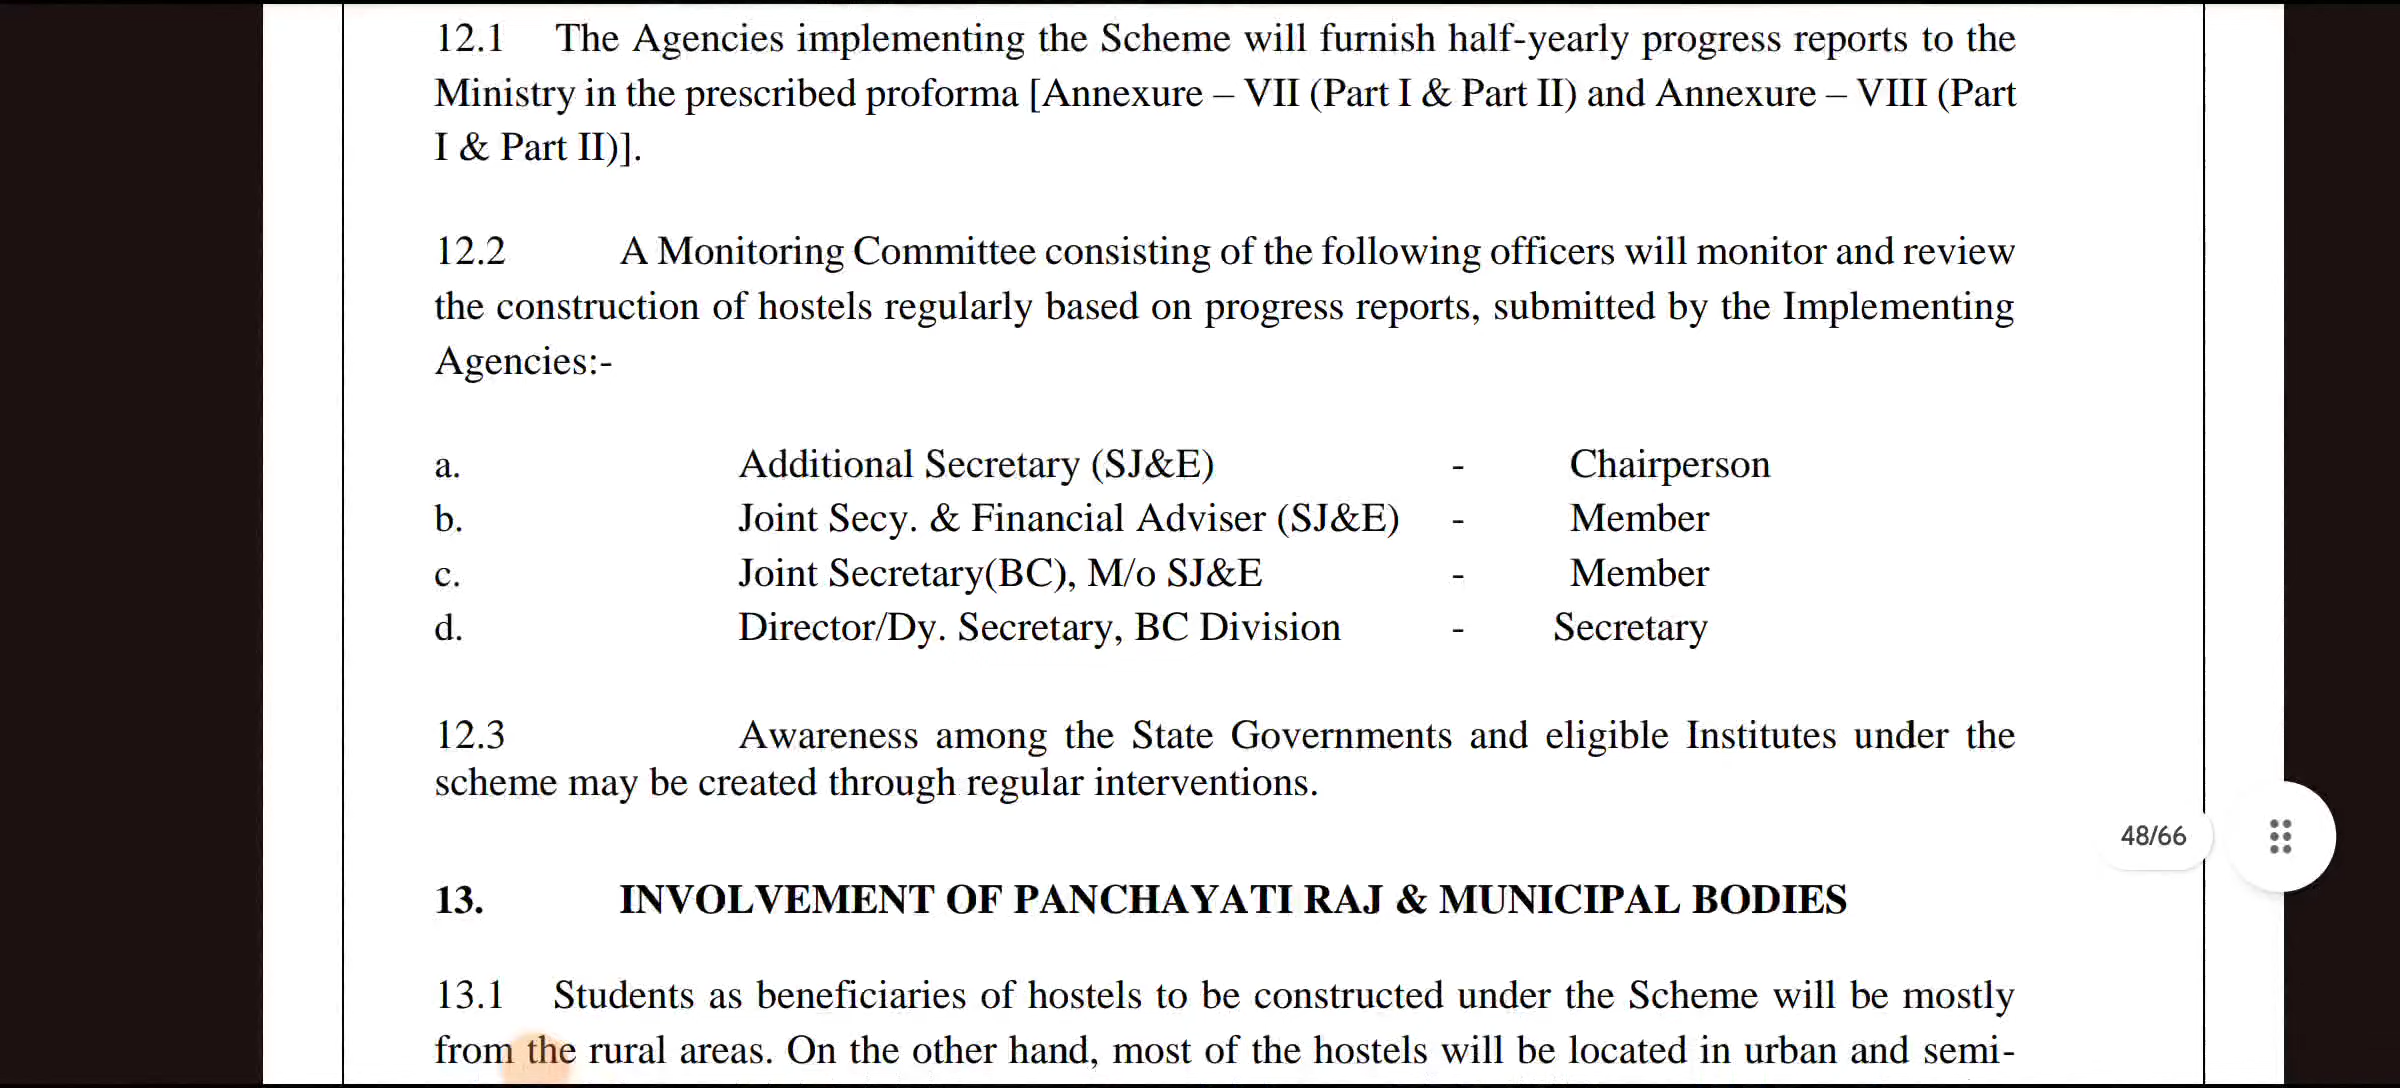 12.1 The Agencies implementing the Scheme will furnish half-yearly progress reports to the
Ministry in the prescribed proforma [Annexure – VII (Part I & Part II) and Annexure – VIII (Part
I & Part II)].
12.2 A Monitoring Committee consisting of the following officers will monitor and review
the construction of hostels regularly based on progress reports, submitted by the Implementing
Agencies:-
a. Additional Secretary (SJ&E) - Chairperson
b. Joint Secy. & Financial Adviser (SJ&E) - Member
c. Joint Secretary(BC), M/o SJ&E - Member
d. Director/Dy. Secretary, BC Division - Secretary
12.3 Awareness among the State Governments and eligible Institutes under the
scheme may be created through regular interventions.
48/66
13. INVOLVEMENT OF PANCHAYATI RAJ & MUNICIPAL BODIES
13.1 Students as beneficiaries of hostels to be constructed under the Scheme will be mostly
from the rural areas. On the other hand, most of the hostels will be located in urban and semi-